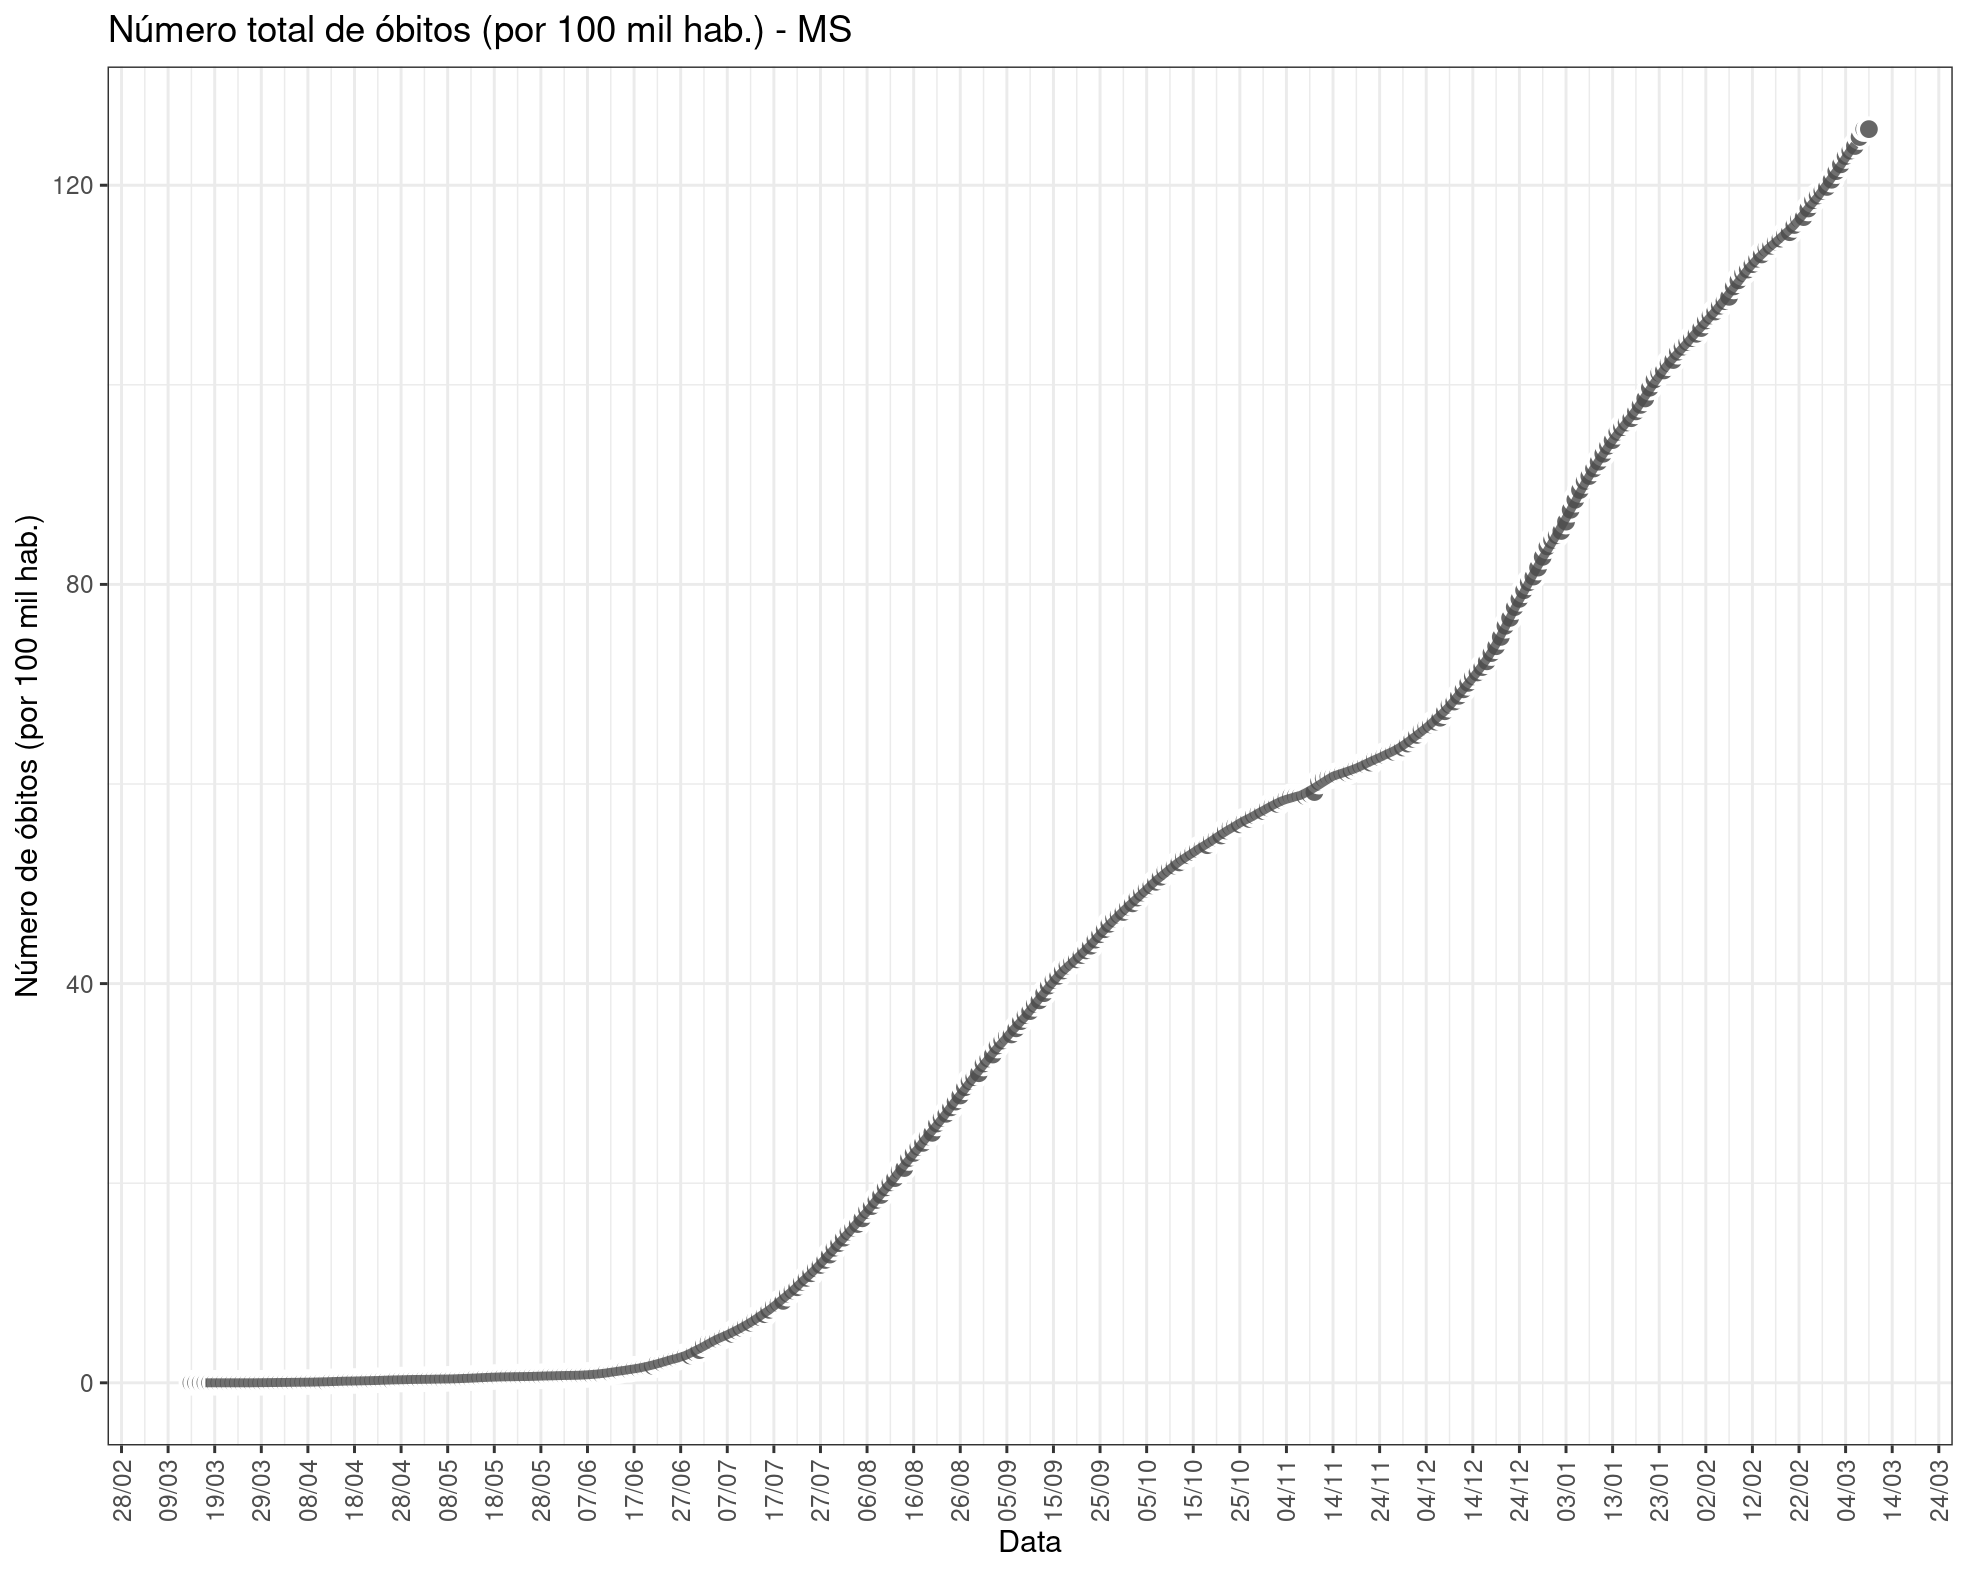 Número total de óbitos (por 100 mil hab.) - MS
Número de óbitos (por 100 mil hab.)
120
80
40
0
28/02 09/03 19/03 29/03 08/04 18/04 28/04 08/05 18/05 28/05 07/06 17/06 27/06 07/07 17/07 27/07 06/08 16/08 26/08 05/09 15/09 25/09 05/10 15/10 25/10 04/11 14/11 24/11 04/12 14/12 24/12 03/01 13/01 23/01 02/02 12/02 22/02 04/03 14/03 24/03
Data